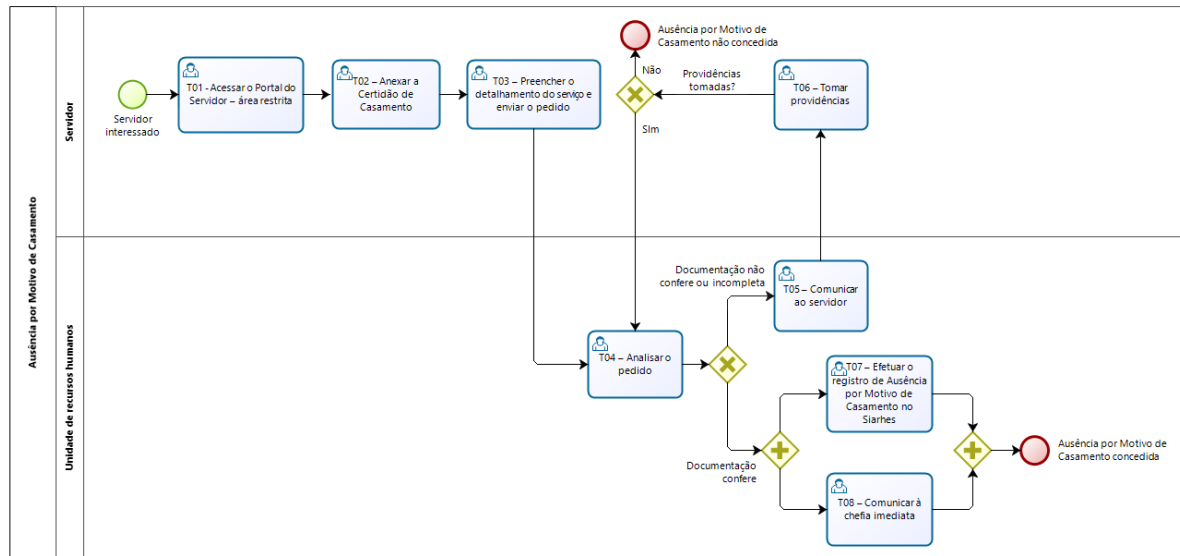 Ausência por Motivo de Casamento
Servidor
Servidor
interessado
T01 - Acessar o Portal do
Servidor – área restrita
T02 – Anexar a
Certidão de
Casamento
T03 – Preencher o
detalhamento do serviço e
enviar o pedido
Ausência por Motivo de
Casamento não concedida
Não
Providências
tomadas?
SIm
T06 – Tomar
providências
Unidade de recursos humanos
T04 – Analisar o
pedido
Documentação não
confere ou incompleta
T05 – Comunicar
ao servidor
Documentação
confere
T07 – Efetuar o
registro de Ausência
por Motivo de
Casamento no
Siarhes
T08 – Comunicar à
chefia imediata
Ausência por Motivo de
Casamento concedida